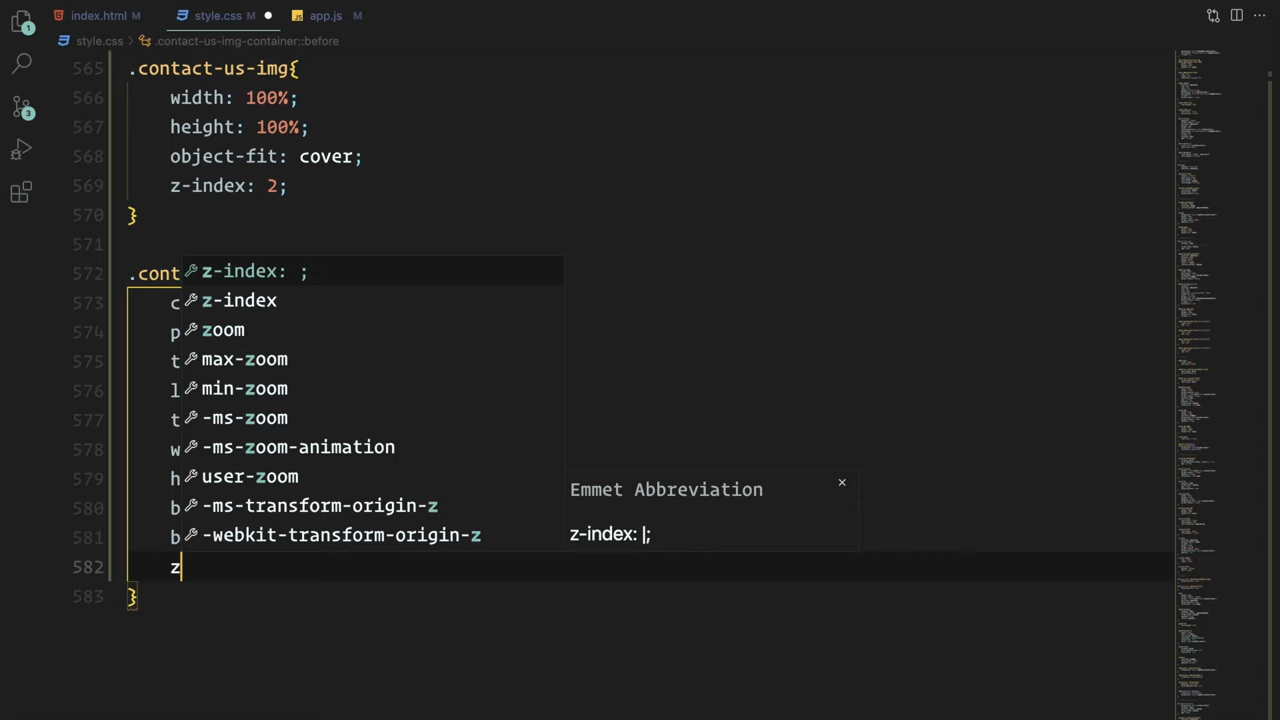 index.html M
style.css M
app.js M
style.css > .contact-us-img-container::before
565 .contact-us-img{
566 width: 100%;
567 height: 100%;
568 object-fit: cover;
569 z-index: 2;
570 }
571
572 .cont
z-index: ;
573 c
z-index
574 p
zoom
575 t
max-zoom
576 l
min-zoom
577 t
-ms-zoom
578 w
-ms-zoom-animation
579 h
user-zoom
580 b
-ms-transform-origin-z
581 b
-webkit-transform-origin-z
Emmet Abbreviation
z-index: |;
582 z
583 }
1
3